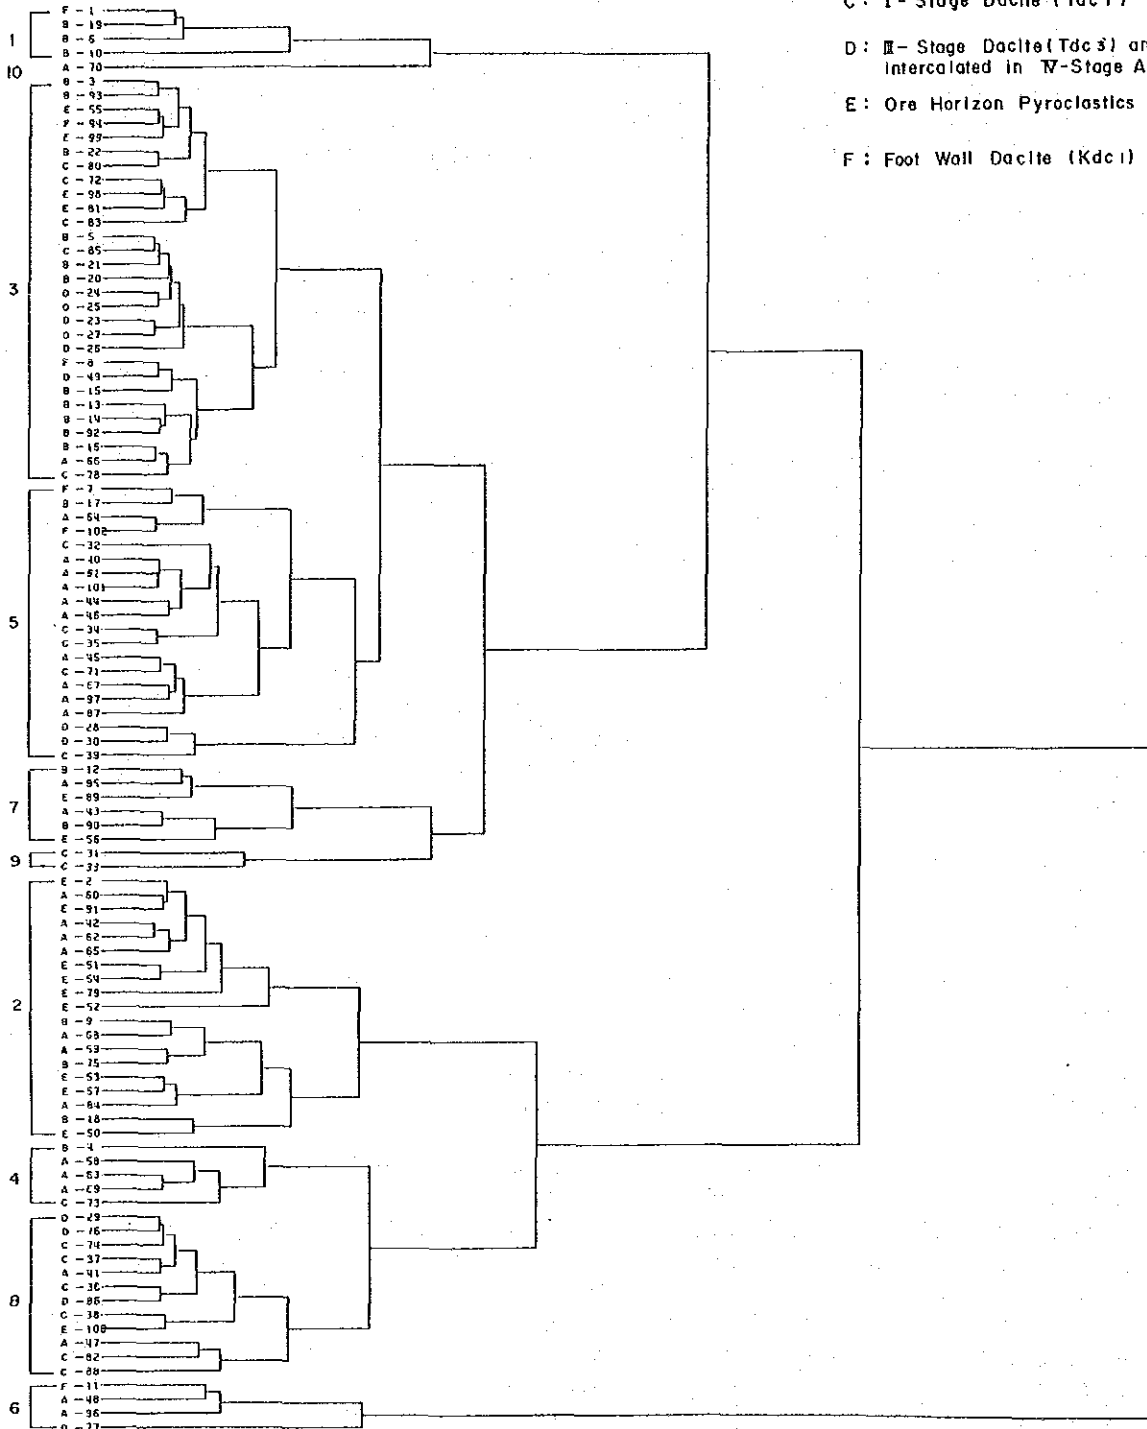 C : I - Stage Dacite (Tdc1)
D : III - Stage Dacite (Tdc3) an
intercalated in IV-Stage A
E : Ore Horizon Pyroclastics
F : Foot Wall Dacite (Kdc1)
1
F - 1
B - 19
B - 6
B - 10
10
A - 70
3
B - 3
B - 93
E - 55
F - 94
E - 99
B - 22
C - 80
C - 72
E - 98
E - 81
C - 83
B - 5
C - 85
B - 21
B - 20
D - 24
D - 25
D - 23
D - 27
D - 26
F - 8
D - 49
B - 15
B - 13
B - 14
B - 92
B - 16
A - 66
C - 78
5
F - 7
B - 17
A - 64
F - 102
C - 32
A - 40
A - 101
A - 44
A - 46
C - 34
C - 35
A - 45
C - 71
A - 67
A - 97
A - 87
D - 28
D - 30
C - 39
7
B - 12
A - 95
E - 89
A - 43
B - 90
E - 56
9
C - 31
C - 33
2
E - 2
A - 60
E - 91
A - 42
A - 62
A - 65
E - 51
E - 54
E - 79
E - 52
B - 9
A - 68
A - 59
B - 75
E - 53
E - 57
A - 84
B - 18
E - 50
4
B - 4
A - 58
A - 63
A - 69
C - 73
8
D - 29
D - 76
C - 74
C - 37
A - 41
C - 36
D - 86
C - 38
E - 100
A - 47
C - 82
C - 88
6
F - 11
A - 48
A - 96
D - 77